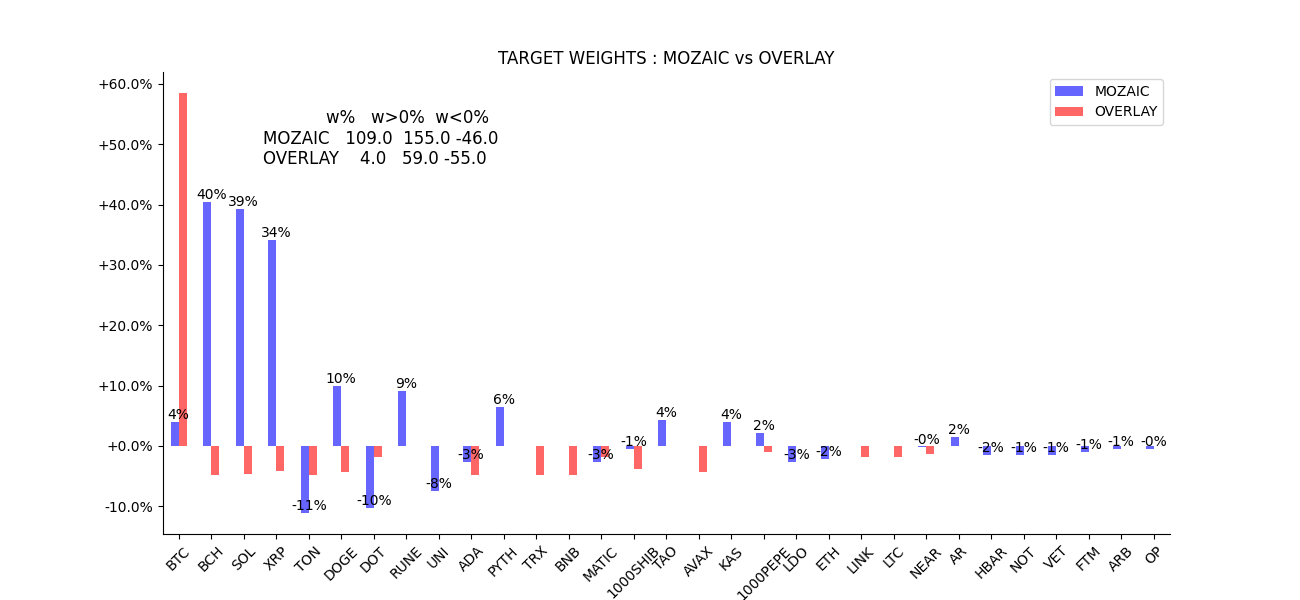 TARGET WEIGHTS : MOZAIC vs OVERLAY
MOZAIC
OVERLAY
w% w>0% w<0%
MOZAIC 109.0 155.0 -46.0
OVERLAY 4.0 59.0 -55.0
+60.0%
+50.0%
+40.0%
+30.0%
+20.0%
+10.0%
+0.0%
-10.0%
4%
40%
39%
34%
-11%
10%
-10%
9%
-8%
-3%
6%
-3%
-1%
4%
4%
2%
-3%
-2%
-0%
2%
-2%
-1%
-1%
-1%
-1%
-0%
BTC
BCH
SOL
XRP
TON
DOGE
DOT
RUNE
UNI
ADA
PYTH
TRX
BNB
MATIC
1000SHIB
TAO
AVAX
KAS
1000PEPE
LDO
ETH
LINK
LTC
NEAR
AR
HBAR
NOT
VET
FTM
ARB
OP